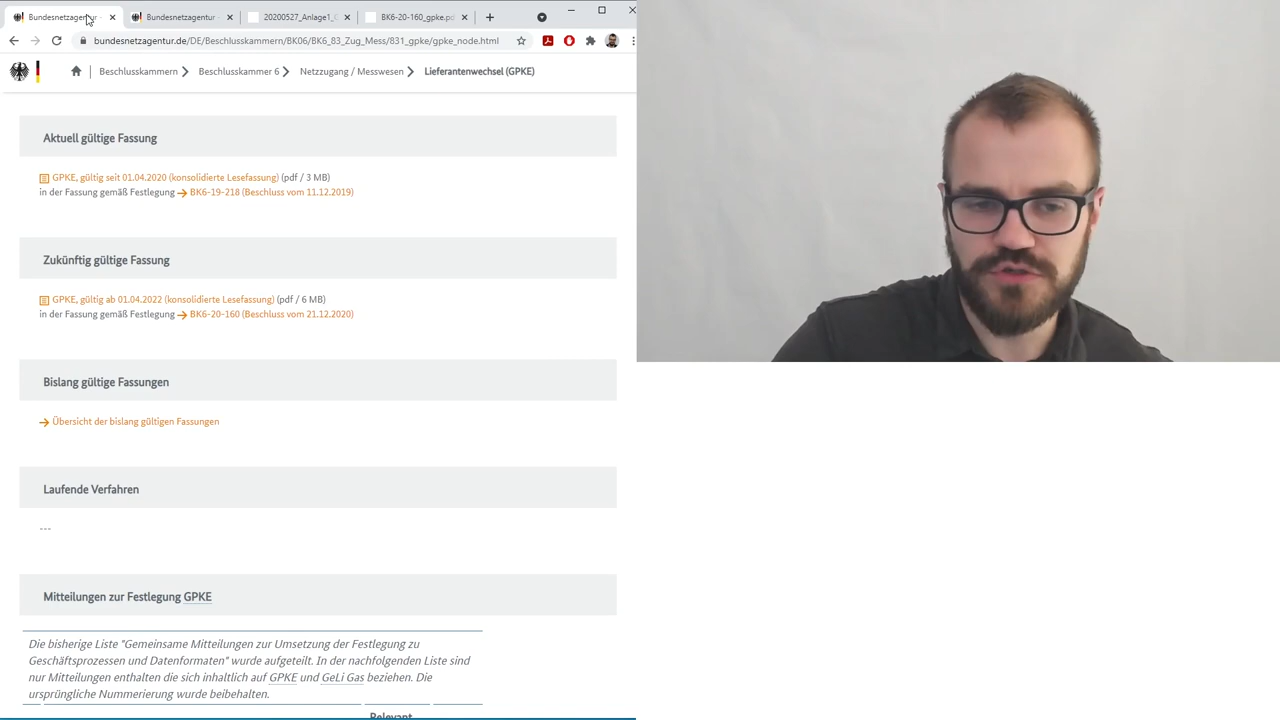 Bundesnetzagentur
Bundesnetzagentur -
20200527_Anlage1_
BK6-20-160_gpke.pd
bundesnetzagentur.de/DE/Beschlusskammern/BK06/BK6_83_Zug_Mess/831_gpke/gpke_node.html
Beschlusskammern
Beschlusskammer 6
Netzzugang / Messwesen
Lieferantenwechsel (GPKE)
Aktuell gültige Fassung
GPKE, gültig seit 01.04.2020 (konsolidierte Lesefassung) (pdf / 3 MB)
in der Fassung gemäß Festlegung → BK6-19-218 (Beschluss vom 11.12.2019)
Zukünftig gültige Fassung
GPKE, gültig ab 01.04.2022 (konsolidierte Lesefassung) (pdf / 6 MB)
in der Fassung gemäß Festlegung → BK6-20-160 (Beschluss vom 21.12.2020)
Bislang gültige Fassungen
→ Übersicht der bislang gültigen Fassungen
Laufende Verfahren
---
Mitteilungen zur Festlegung GPKE
Die bisherige Liste "Gemeinsame Mitteilungen zur Umsetzung der Festlegung zu
Geschäftsprozessen und Datenformaten" wurde aufgeteilt. In der nachfolgenden Liste sind
nur Mitteilungen enthalten die sich inhaltlich auf GPKE und GeLi Gas beziehen. Die
ursprüngliche Nummerierung wurde beibehalten.
Relevant